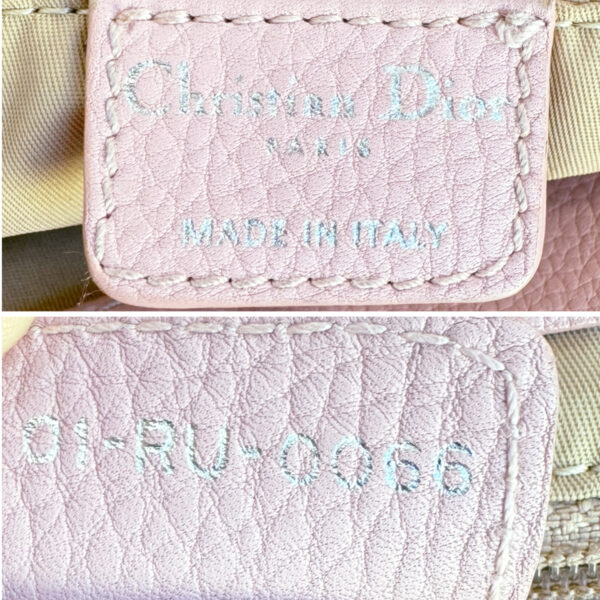 Christian Dior
PARIS
MADE IN ITALY
01-RU-0066